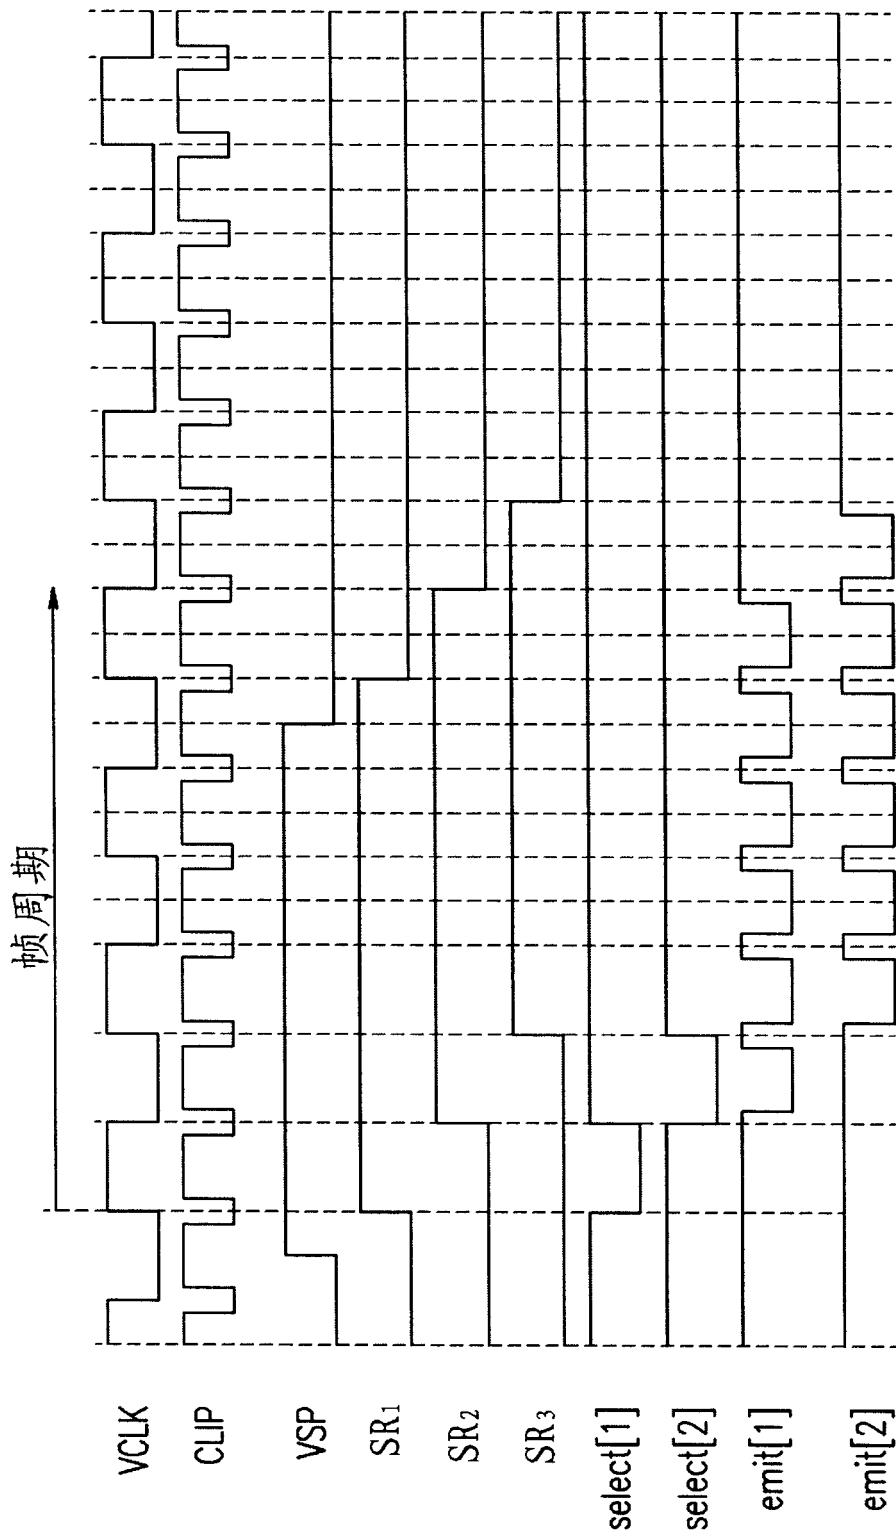 帧周期
VCLK
CLIP
VSP
SR1
SR2
SR3
select[1]
select[2]
emit[1]
emit[2]